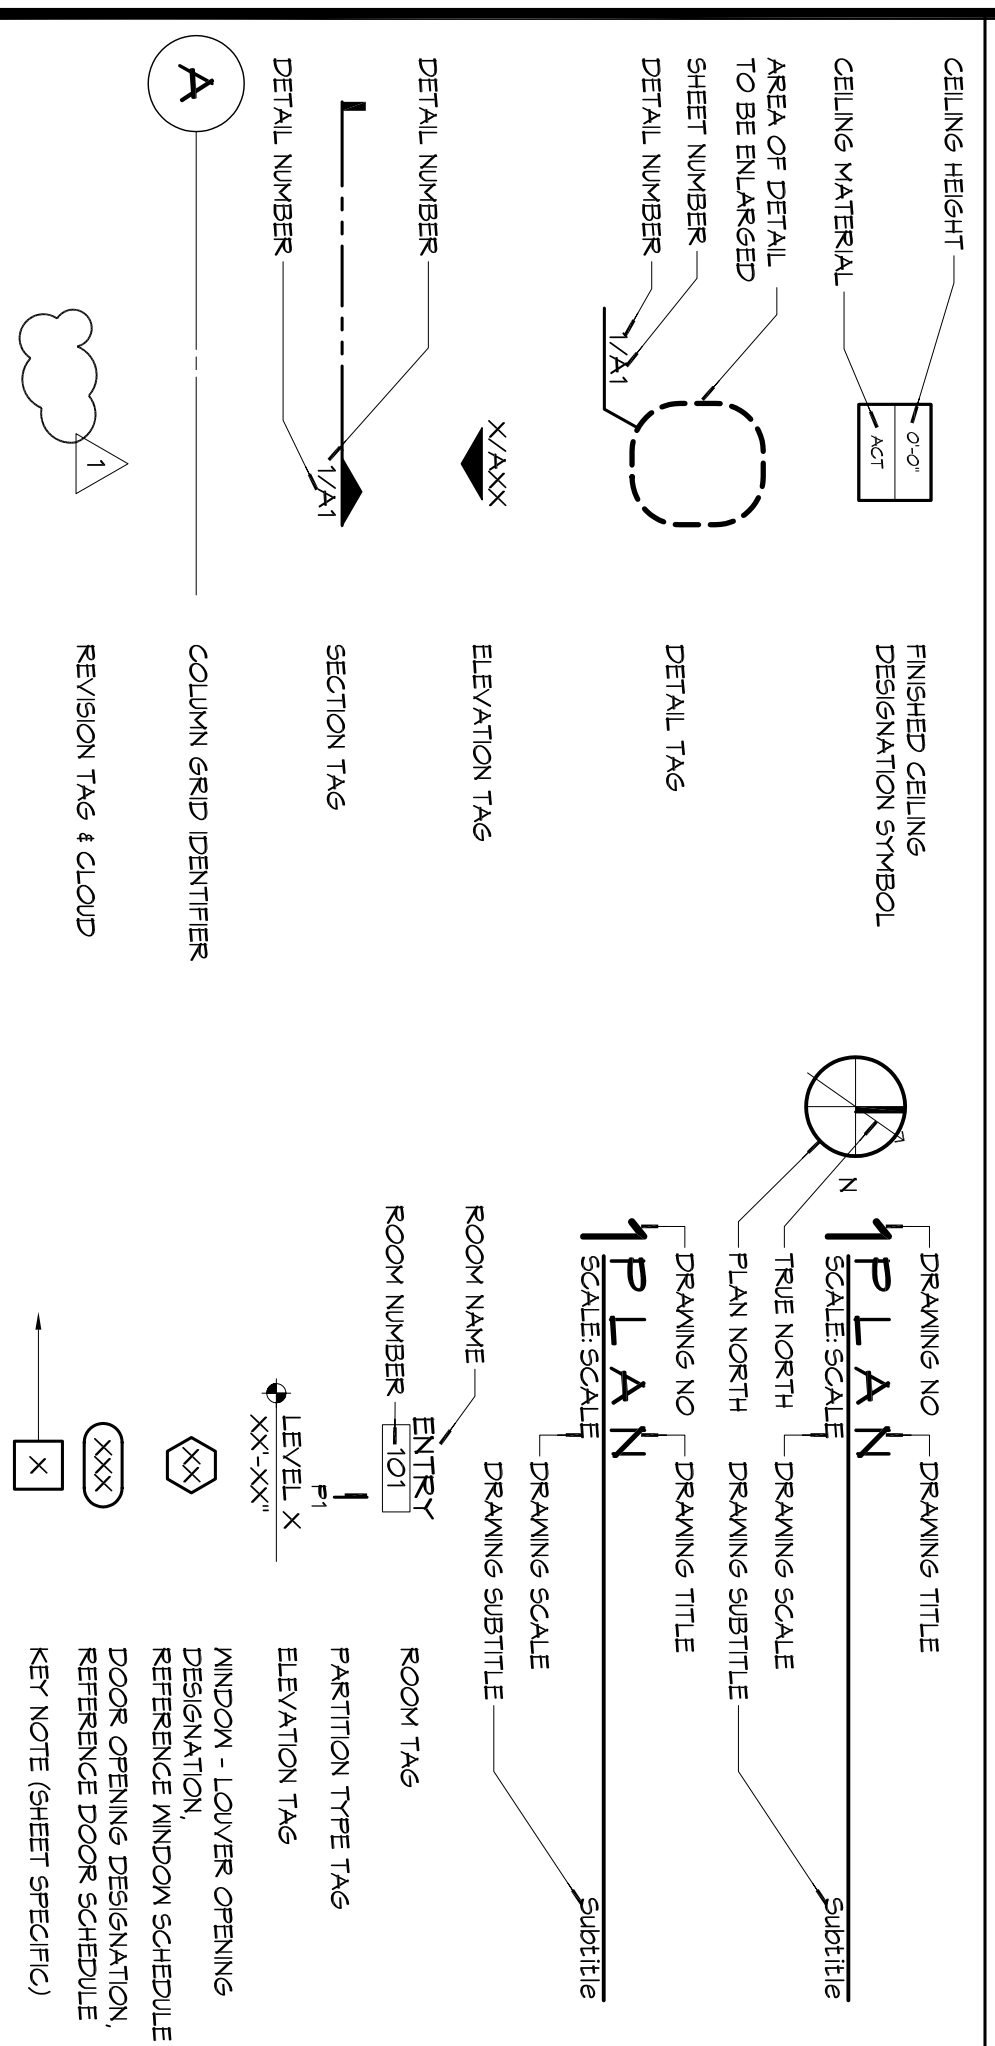 CEILING HEIGHT
CEILING MATERIAL
0'-0"
ACT
FINISHED CEILING
DESIGNATION SYMBOL
AREA OF DETAIL
TO BE ENLARGED
SHEET NUMBER
DETAIL NUMBER
1/A1
DETAIL TAG
X/AXX
ELEVATION TAG
DETAIL NUMBER
1/A1
DETAIL NUMBER
SECTION TAG
A
COLUMN GRID IDENTIFIER
1
REVISION TAG & CLOUD
DRAWING NO
DRAWING TITLE
1 PLAN
SCALE: SCALE
Subtitle
N
TRUE NORTH
DRAWING SCALE
PLAN NORTH
DRAWING SUBTITLE
DRAWING NO
DRAWING TITLE
1 PLAN
SCALE: SCALE
Subtitle
DRAWING SCALE
DRAWING SUBTITLE
ROOM NAME
ROOM NUMBER
ENTRY
101
ROOM TAG
P1
PARTITION TYPE TAG
LEVEL X
XX'-XX"
ELEVATION TAG
XX
WINDOW - LOUVER OPENING
DESIGNATION,
REFERENCE WINDOW SCHEDULE
XXX
DOOR OPENING DESIGNATION,
REFERENCE DOOR SCHEDULE
X
KEY NOTE (SHEET SPECIFIC)